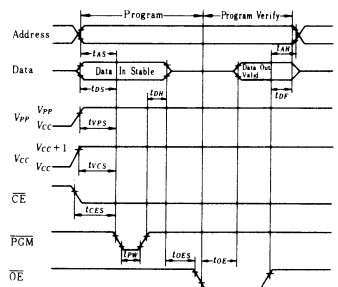 Program
Program Verify
Address
tAS
tAH
Data
Data In Stable
Data Out Valid
tDS
tDH
tDF
VPP
VPP
VCC
tVPS
VCC
VCC+1
VCC
tVCS
CE
tCES
PGM
tPW
tOES
tOE
OE